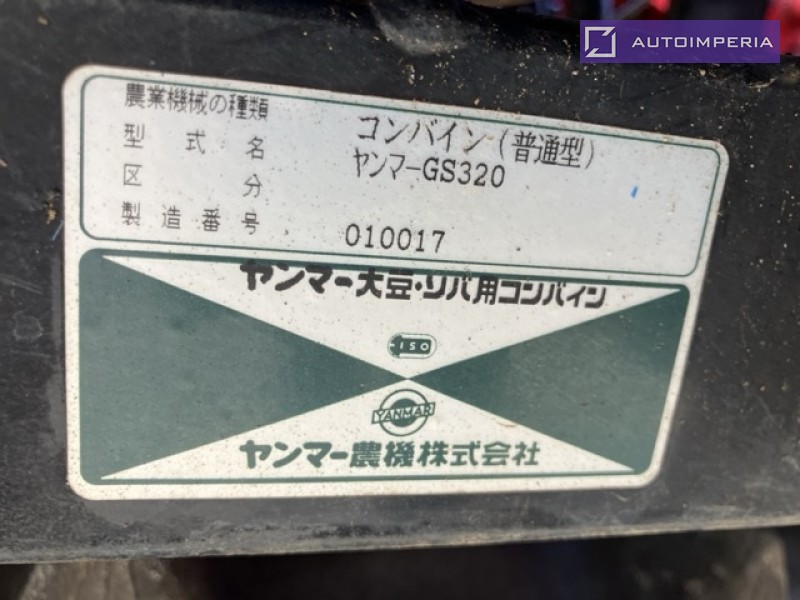 AUTOIMPERIA
農業機械の種類 コンバイン(普通型)
型式名 ヤンマーGS320
区分
製造番号 010017
ヤンマー大豆・ソバ用コンバイン
ISO
YANMAR
ヤンマー農機株式会社